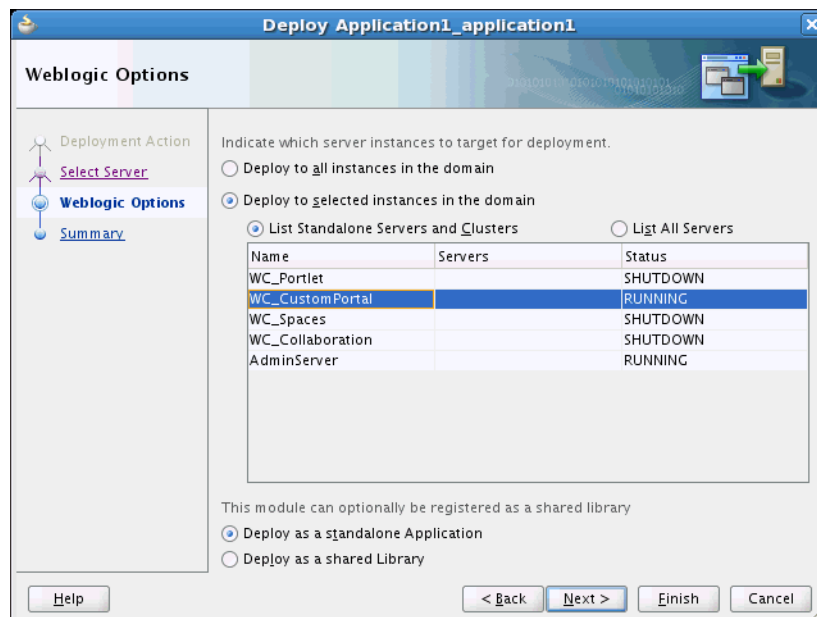 Deploy Application1_application1
Weblogic Options
Deployment Action
Select Server
Weblogic Options
Summary
Indicate which server instances to target for deployment.
Deploy to all instances in the domain
Deploy to selected instances in the domain
List Standalone Servers and Clusters
List All Servers
Name Servers Status
WC_Portlet SHUTDOWN
WC_CustomPortal RUNNING
WC_Spaces SHUTDOWN
WC_Collaboration SHUTDOWN
AdminServer RUNNING
This module can optionally be registered as a shared library
Deploy as a standalone Application
Deploy as a shared Library
Help < Back Next > Finish Cancel